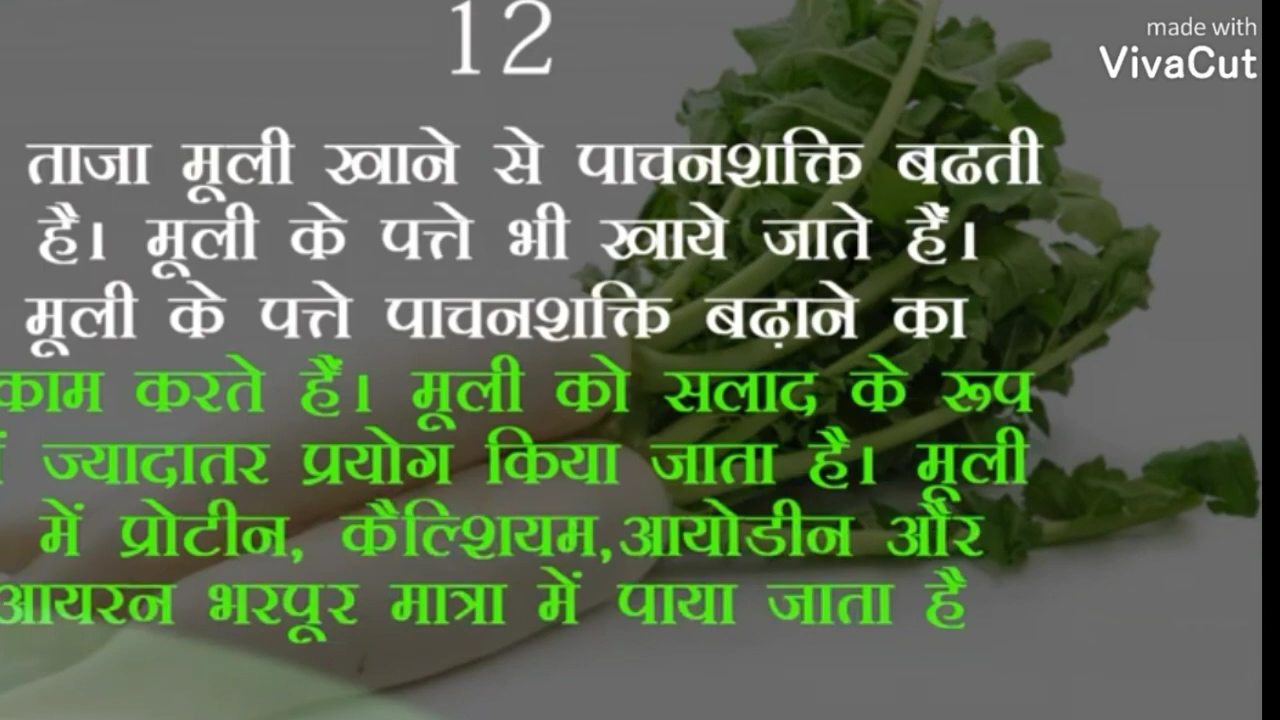 12
made with
VivaCut
ताजा मूली खाने से पाचनशक्ति बढती
है। मूली के पत्ते भी खाये जाते हैं।
मूली के पत्ते पाचनशक्ति बढ़ाने का
काम करते हैं। मूली को सलाद के रूप
ज्यादातर प्रयोग किया जाता है। मूली
में प्रोटीन, कैल्शियम,आयोडीन और
आयरन भरपूर मात्रा में पाया जाता है